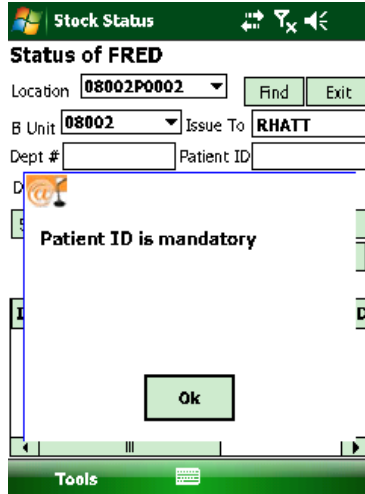 Stock Status
Status of FRED
Location 08002P0002 Find Exit
B Unit 08002 Issue To RHATT
Dept # Patient ID
D
Patient ID is mandatory
I D
Ok
Tools